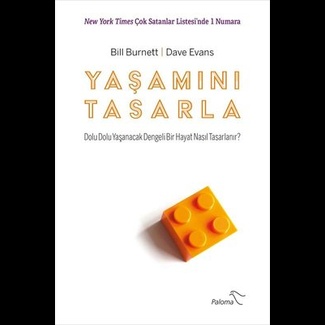 New York Times Çok Satanlar Listesi'nde 1 Numara
Bill Burnett | Dave Evans
YAŞAMINI
TASARLA
Dolu Dolu Yaşanacak Dengeli Bir Hayat Nasıl Tasarlanır?
Paloma